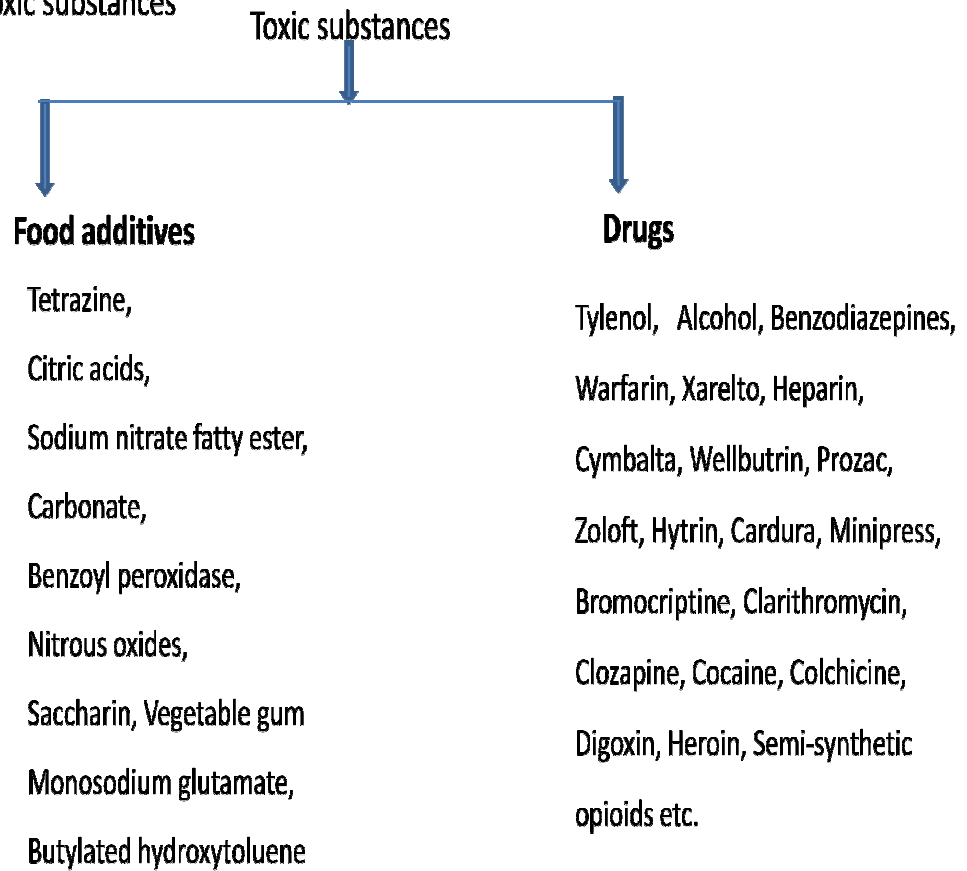 substances
Toxic substances
Food additives
Tetrazine,
Citric acids,
Sodium nitrate fatty ester,
Carbonate,
Benzoyl peroxidase,
Nitrous oxides,
Saccharin, Vegetable gum
Monosodium glutamate,
Butylated hydroxytoluene
Drugs
Tylenol, Alcohol, Benzodiazepines,
Warfarin, Xarelto, Heparin,
Cymbalta, Wellbutrin, Prozac,
Zoloft, Hytrin, Cardura, Minipress,
Bromocriptine, Clarithromycin,
Clozapine, Cocaine, Colchicine,
Digoxin, Heroin, Semi-synthetic
opioids etc.